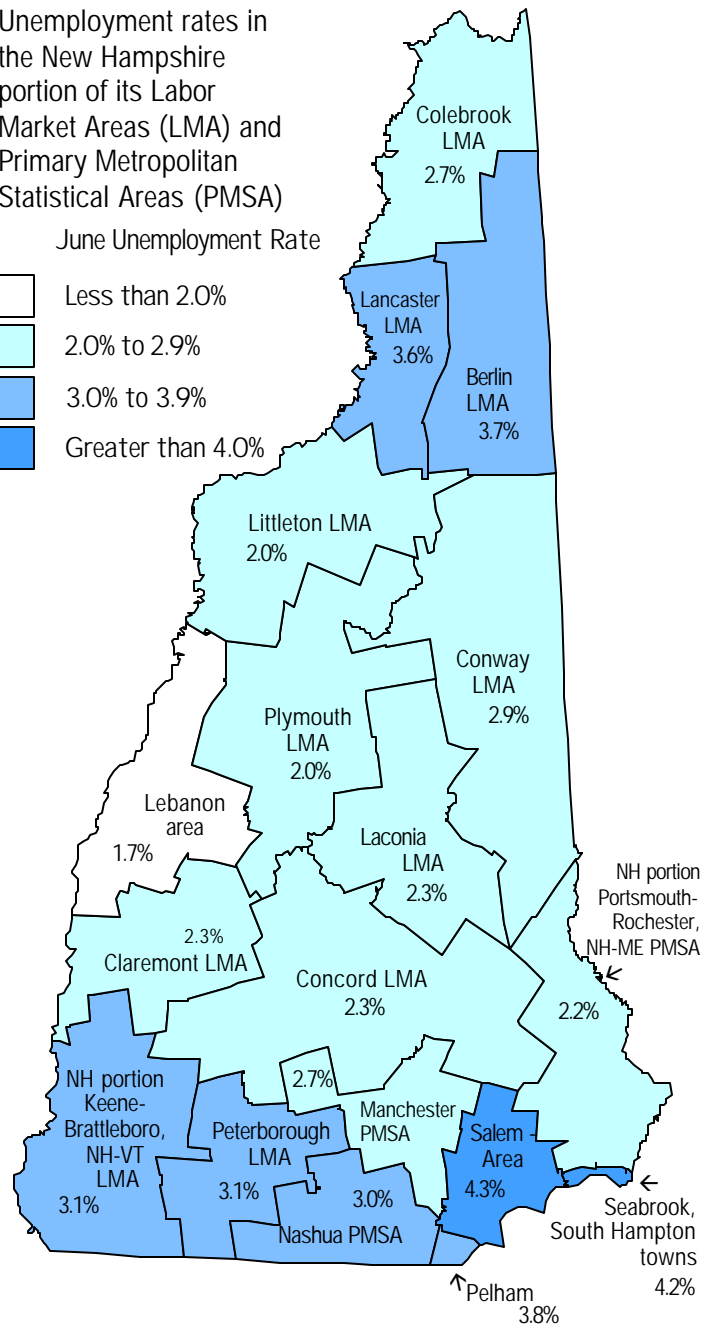 Unemployment rates in
the New Hampshire
portion of its Labor
Market Areas (LMA) and
Primary Metropolitan
Statistical Areas (PMSA)
June Unemployment Rate
Less than 2.0%
2.0% to 2.9%
3.0% to 3.9%
Greater than 4.0%
Colebrook
LMA
2.7%
Lancaster
LMA
3.6%
Berlin
LMA
3.7%
Littleton LMA
2.0%
Conway
LMA
2.9%
Plymouth
LMA
2.0%
Lebanon
area
1.7%
Laconia
LMA
2.3%
NH portion
Portsmouth-
Rochester,
NH-ME PMSA
2.2%
2.3%
Claremont LMA
Concord LMA
2.3%
NH portion
Keene-
Brattleboro,
NH-VT
LMA
3.1%
2.7%
Peterborough
LMA
3.1%
Manchester
PMSA
Salem -
Area
4.3%
3.0%
Nashua PMSA
Seabrook,
South Hampton
towns
4.2%
Pelham
3.8%